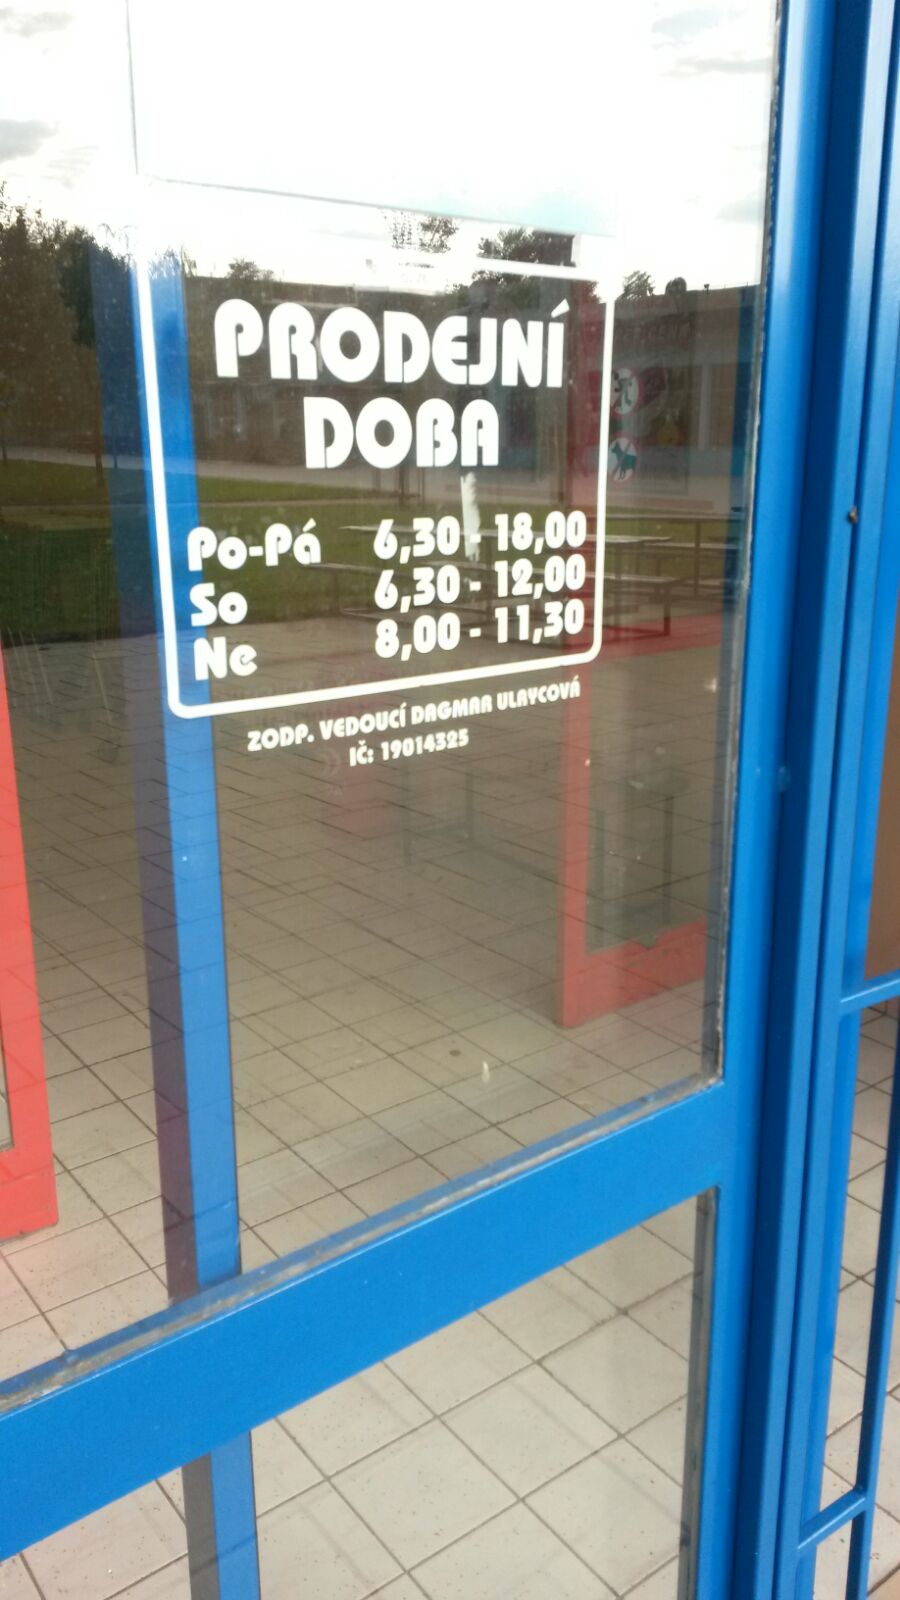 PRODEJNÍ
DOBA
Po-Pá 6,30 - 18,00
So 6,30 - 12,00
Ne 8,00 - 11,30
ZODP. VEDOUCÍ DAGMAR ULRYCOVÁ
IČ: 19014325